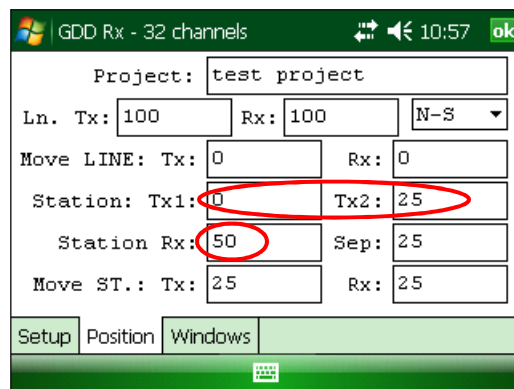 GDD Rx - 32 channels 10:57 ok
Project: test project
Ln. Tx: 100 Rx: 100 N-S
Move LINE: Tx: 0 Rx: 0
Station: Tx1: 0 Tx2: 25
Station Rx: 50 Sep: 25
Move ST.: Tx: 25 Rx: 25
Setup Position Windows